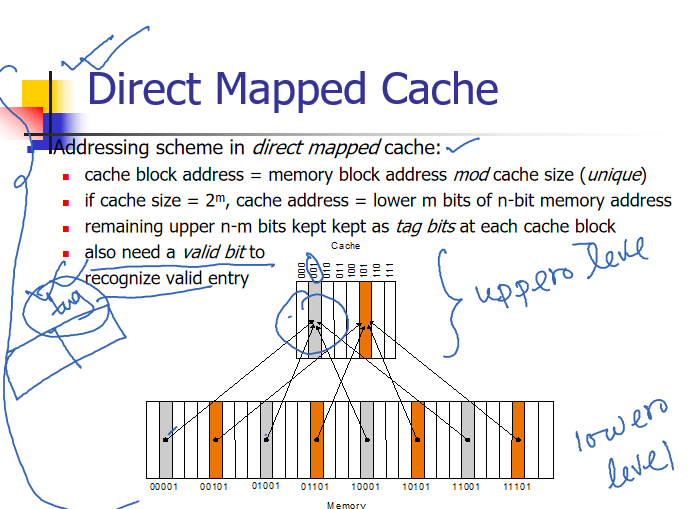 Direct Mapped Cache
Addressing scheme in direct mapped cache:
cache block address = memory block address mod cache size (unique)
if cache size = 2ᵐ, cache address = lower m bits of n-bit memory address
remaining upper n-m bits kept kept as tag bits at each cache block
also need a valid bit to
recognize valid entry
Cache
000 001 010 011 100 101 110 111
uppero level
tag
00001 00101 01001 01101 10001 10101 11001 11101
Memory
lowero
level